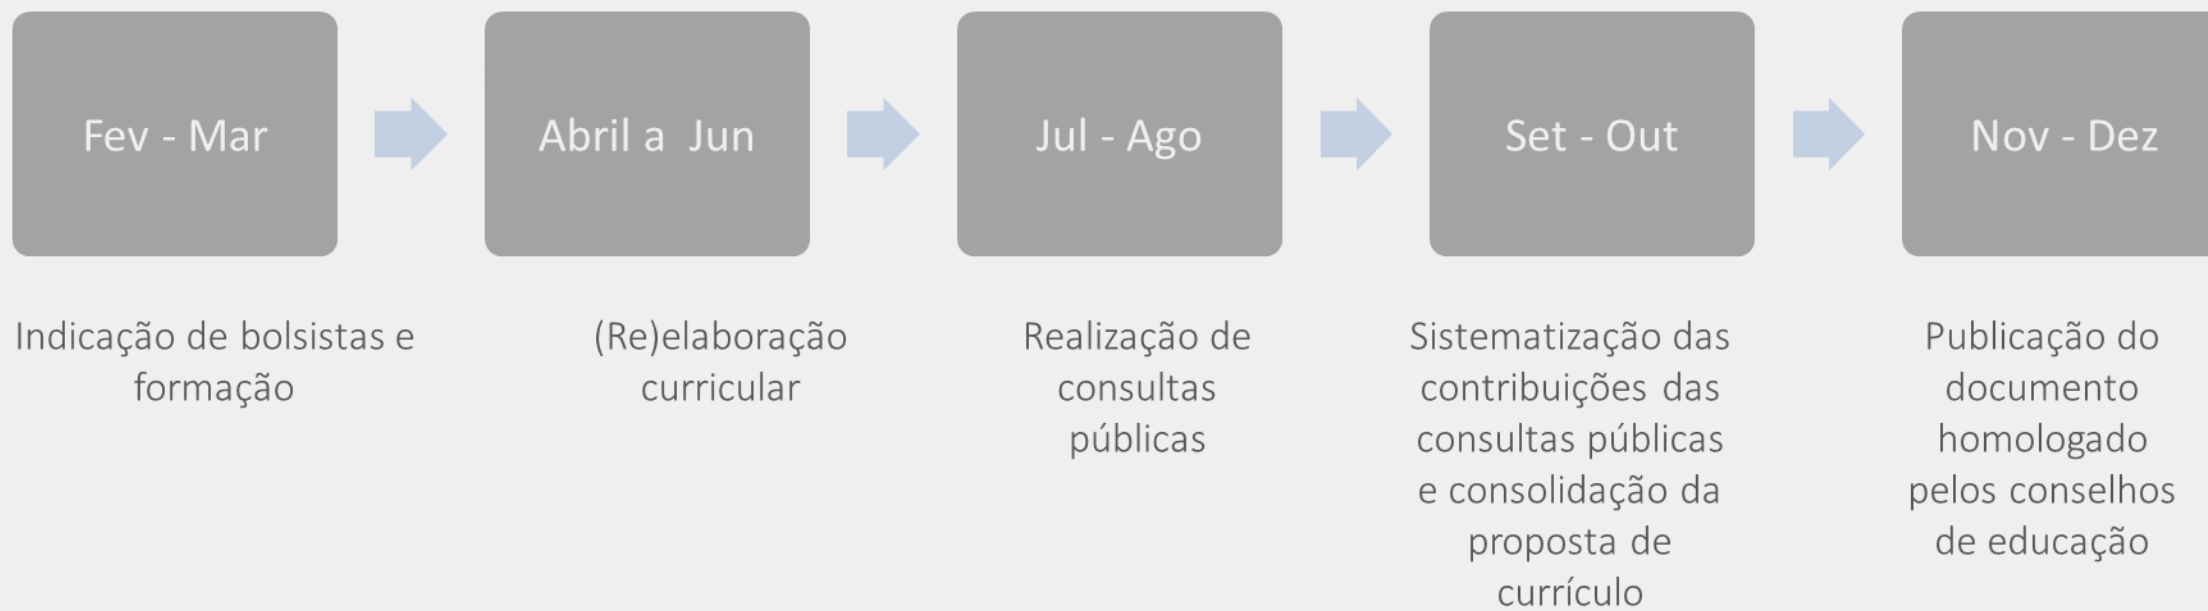 Fev - Mar
Abril a Jun
Jul - Ago
Set - Out
Nov - Dez
Indicação de bolsistas e
formação
(Re)elaboração
curricular
Realização de
consultas
públicas
Sistematização das
contribuições das
consultas públicas
e consolidação da
proposta de
currículo
Publicação do
documento
homologado
pelos conselhos
de educação